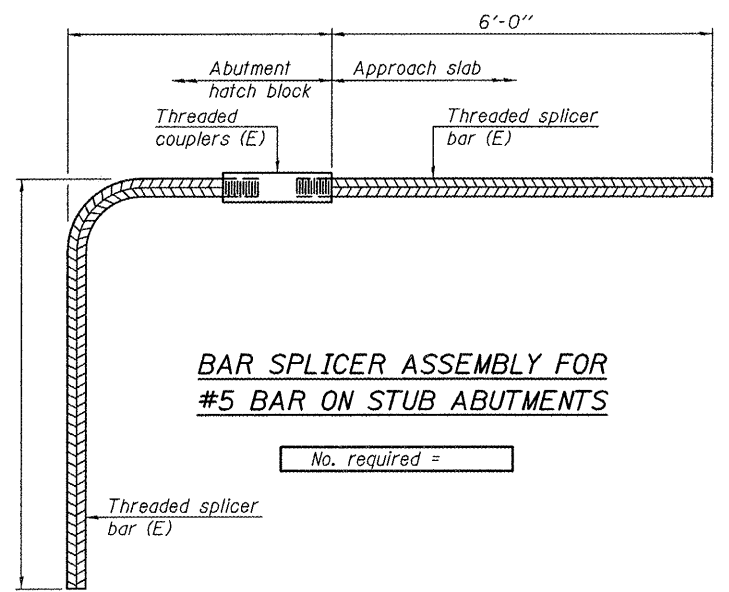 6'-0"
Abutment
hatch block
Approach slab
Threaded
couplers (E)
Threaded splicer
bar (E)
BAR SPLICER ASSEMBLY FOR
#5 BAR ON STUB ABUTMENTS
No. required =
Threaded splicer
bar (E)